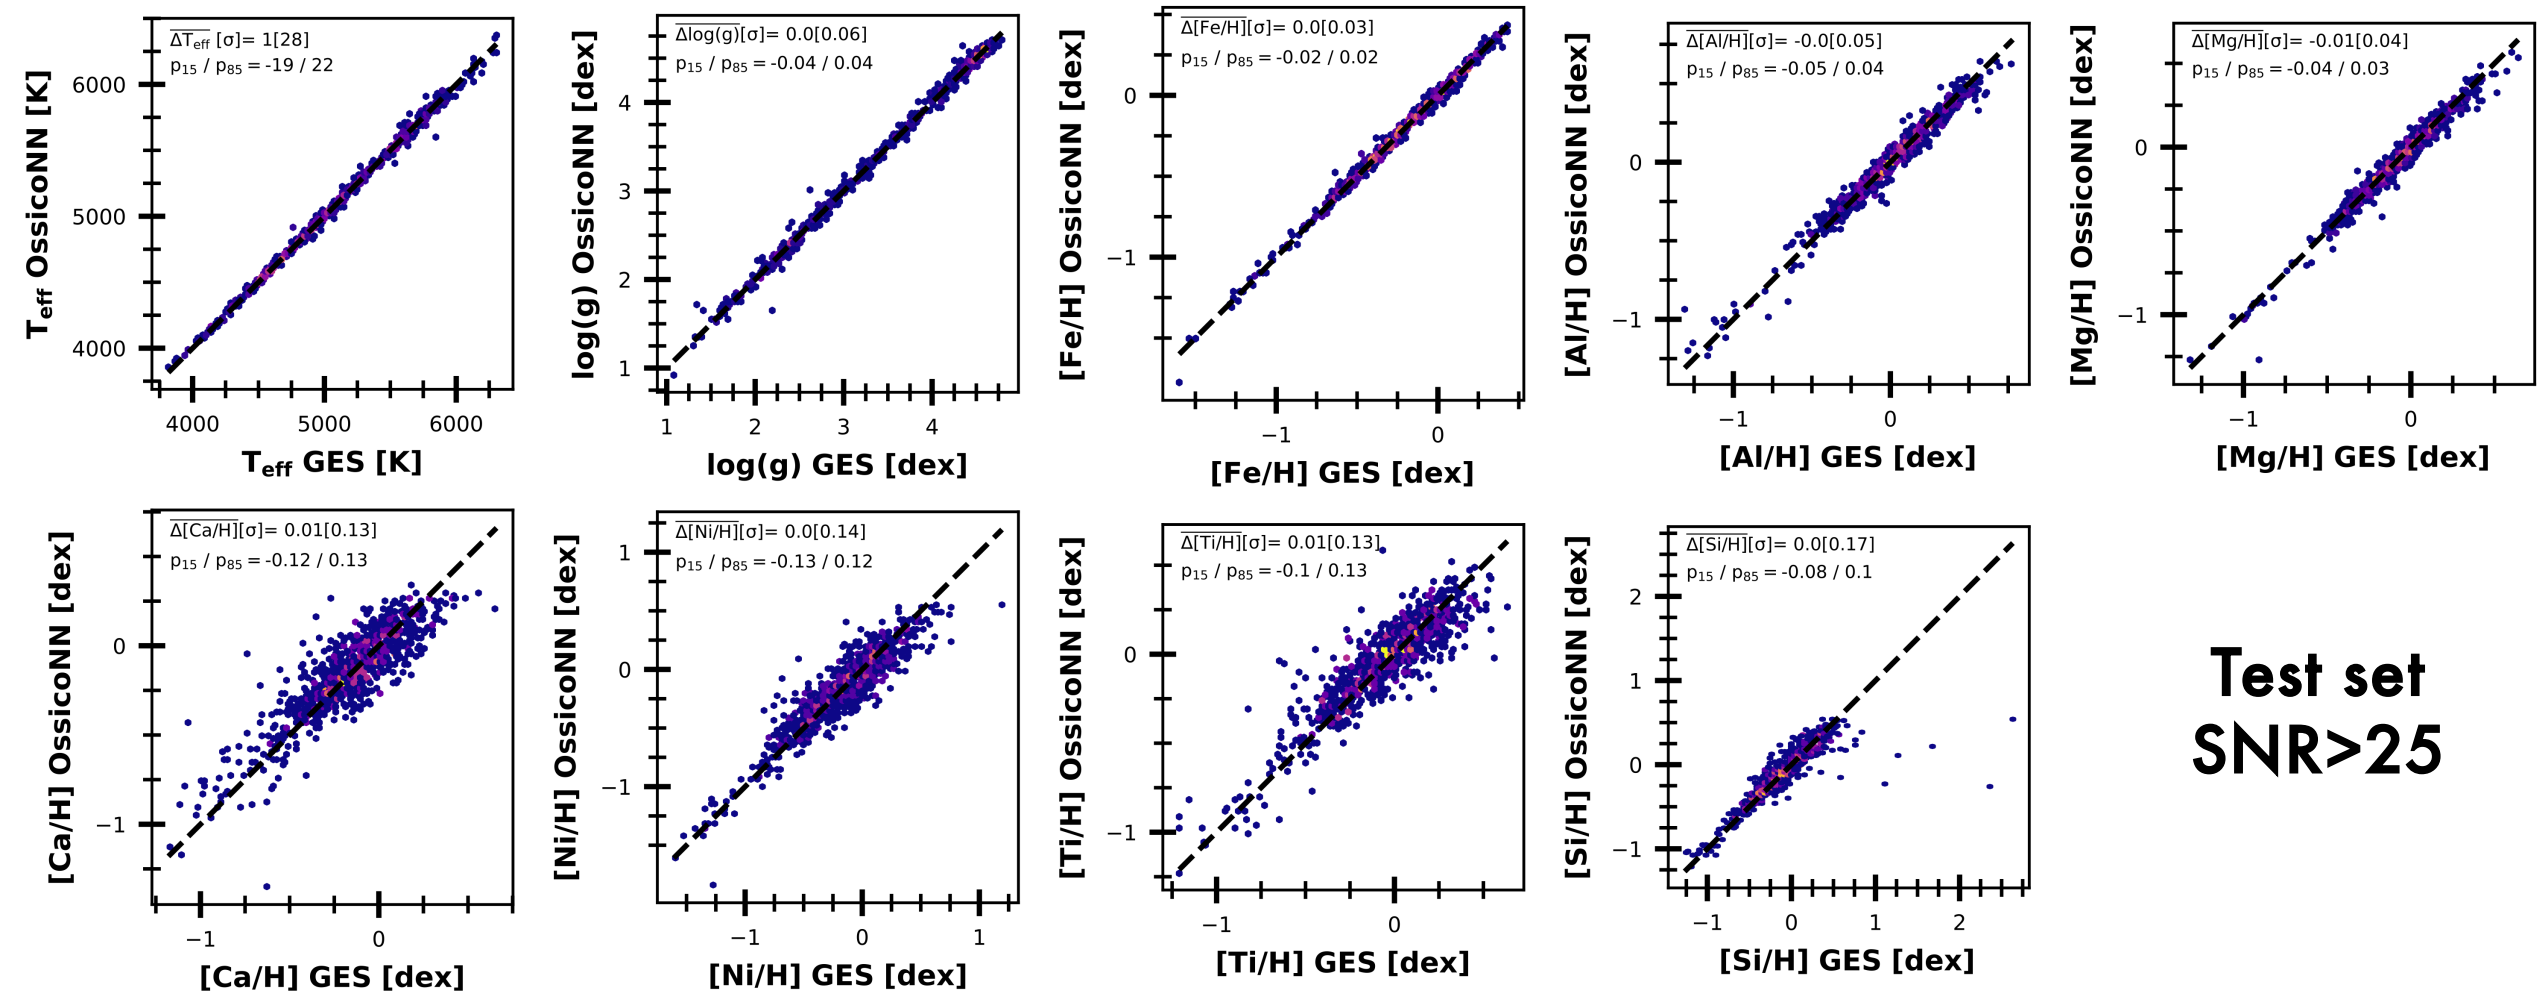 ΔTeff [σ]= 1[28]
p15 / p85 = -19 / 22
Teff OssicoNN [K]
6000
5000
4000
4000 5000 6000
Teff GES [K]
Δlog(g)[σ]= 0.0[0.06]
p15 / p85 = -0.04 / 0.04
log(g) OssicoNN [dex]
4
3
2
1
1 2 3 4
log(g) GES [dex]
Δ[Fe/H][σ]= 0.0[0.03]
p15 / p85 = -0.02 / 0.02
[Fe/H] OssicoNN [dex]
0
−1
−1 0
[Fe/H] GES [dex]
Δ[Al/H][σ]= -0.0[0.05]
p15 / p85 = -0.05 / 0.04
[Al/H] OssicoNN [dex]
0
−1
−1 0
[Al/H] GES [dex]
Δ[Mg/H][σ]= -0.01[0.04]
p15 / p85 = -0.04 / 0.03
[Mg/H] OssicoNN [dex]
0
−1
−1 0
[Mg/H] GES [dex]
Δ[Ca/H][σ]= 0.01[0.13]
p15 / p85 = -0.12 / 0.13
[Ca/H] OssicoNN [dex]
0
−1
−1 0
[Ca/H] GES [dex]
Δ[Ni/H][σ]= 0.0[0.14]
p15 / p85 = -0.13 / 0.12
[Ni/H] OssicoNN [dex]
1
0
−1
−1 0 1
[Ni/H] GES [dex]
Δ[Ti/H][σ]= 0.01[0.13]
p15 / p85 = -0.1 / 0.13
[Ti/H] OssicoNN [dex]
0
−1
−1 0
[Ti/H] GES [dex]
Δ[Si/H][σ]= 0.0[0.17]
p15 / p85 = -0.08 / 0.1
[Si/H] OssicoNN [dex]
2
1
0
−1
−1 0 1 2
[Si/H] GES [dex]
Test set
SNR>25